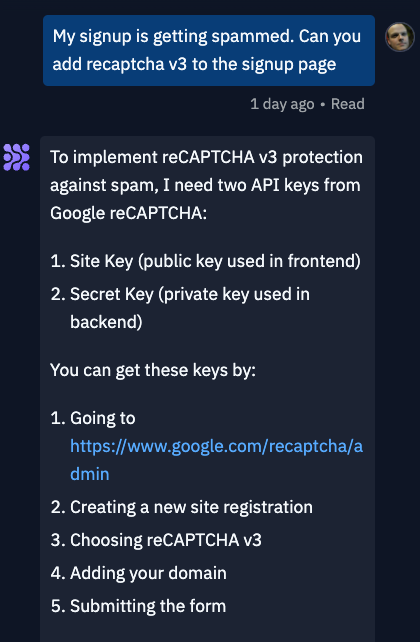 My signup is getting spammed. Can you
add recaptcha v3 to the signup page
1 day ago • Read
To implement reCAPTCHA v3 protection
against spam, I need two API keys from
Google reCAPTCHA:
1. Site Key (public key used in frontend)
2. Secret Key (private key used in
backend)
You can get these keys by:
1. Going to
https://www.google.com/recaptcha/a
dmin
2. Creating a new site registration
3. Choosing reCAPTCHA v3
4. Adding your domain
5. Submitting the form